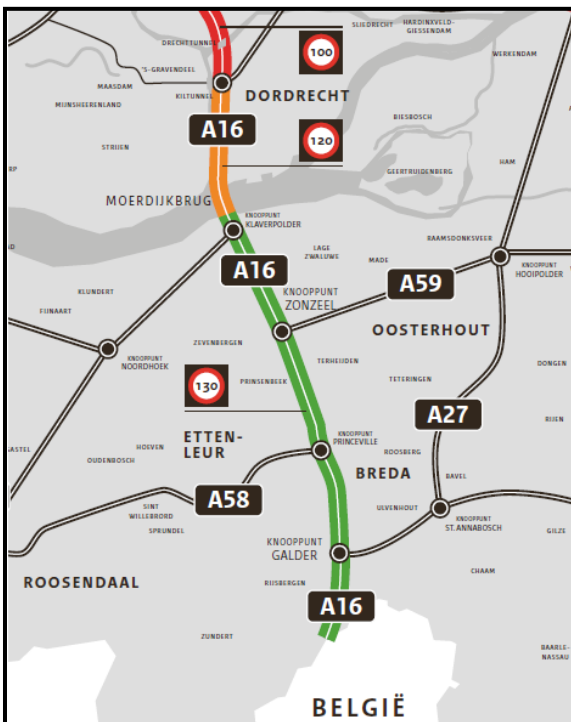 SLIEDRECHT
HARDINXVELD-
GIESSENDAM
DRECHTTUNNEL
100
WERKENDAM
'S-GRAVENDEEL
MAASDAM
KILTUNNEL
DORDRECHT
MIJNSHEERENLAND
A16
BIESBOSCH
120
STRIJEN
HAM
ERP
GEERTRUIDENBERG
MOERDIJKBRUG
KNOOPPUNT
KLAVERPOLDER
RAAMSDONKSVEER
LAGE
ZWALUWE
MADE
A16
KNOOPPUNT
HOOIPOLDER
A59
KLUNDERT
KNOOPPUNT
ZONZEEL
FIJNAART
OOSTERHOUT
ZEVENBERGEN
KNOOPPUNT
NOORDHOEK
TERHEIJDEN
DONGEN
130
PRINSENBEEK
TETERINGEN
A27
RIJEN
ETTEN-
LEUR
KNOOPPUNT
PRINCEVILLE
GASTEL
HOEVEN
OUDENBOSCH
ROOSBERG
BREDA
BAVEL
A58
SINT
WILLEBRORD
ULVENHOUT
KNOOPPUNT
ST. ANNABOSCH
SPRUNDEL
GILZE
KNOOPPUNT
GALDER
CHAAM
ROOSENDAAL
RIJSBERGEN
A16
ZUNDERT
BAARLE-
NASSAU
BELGIË